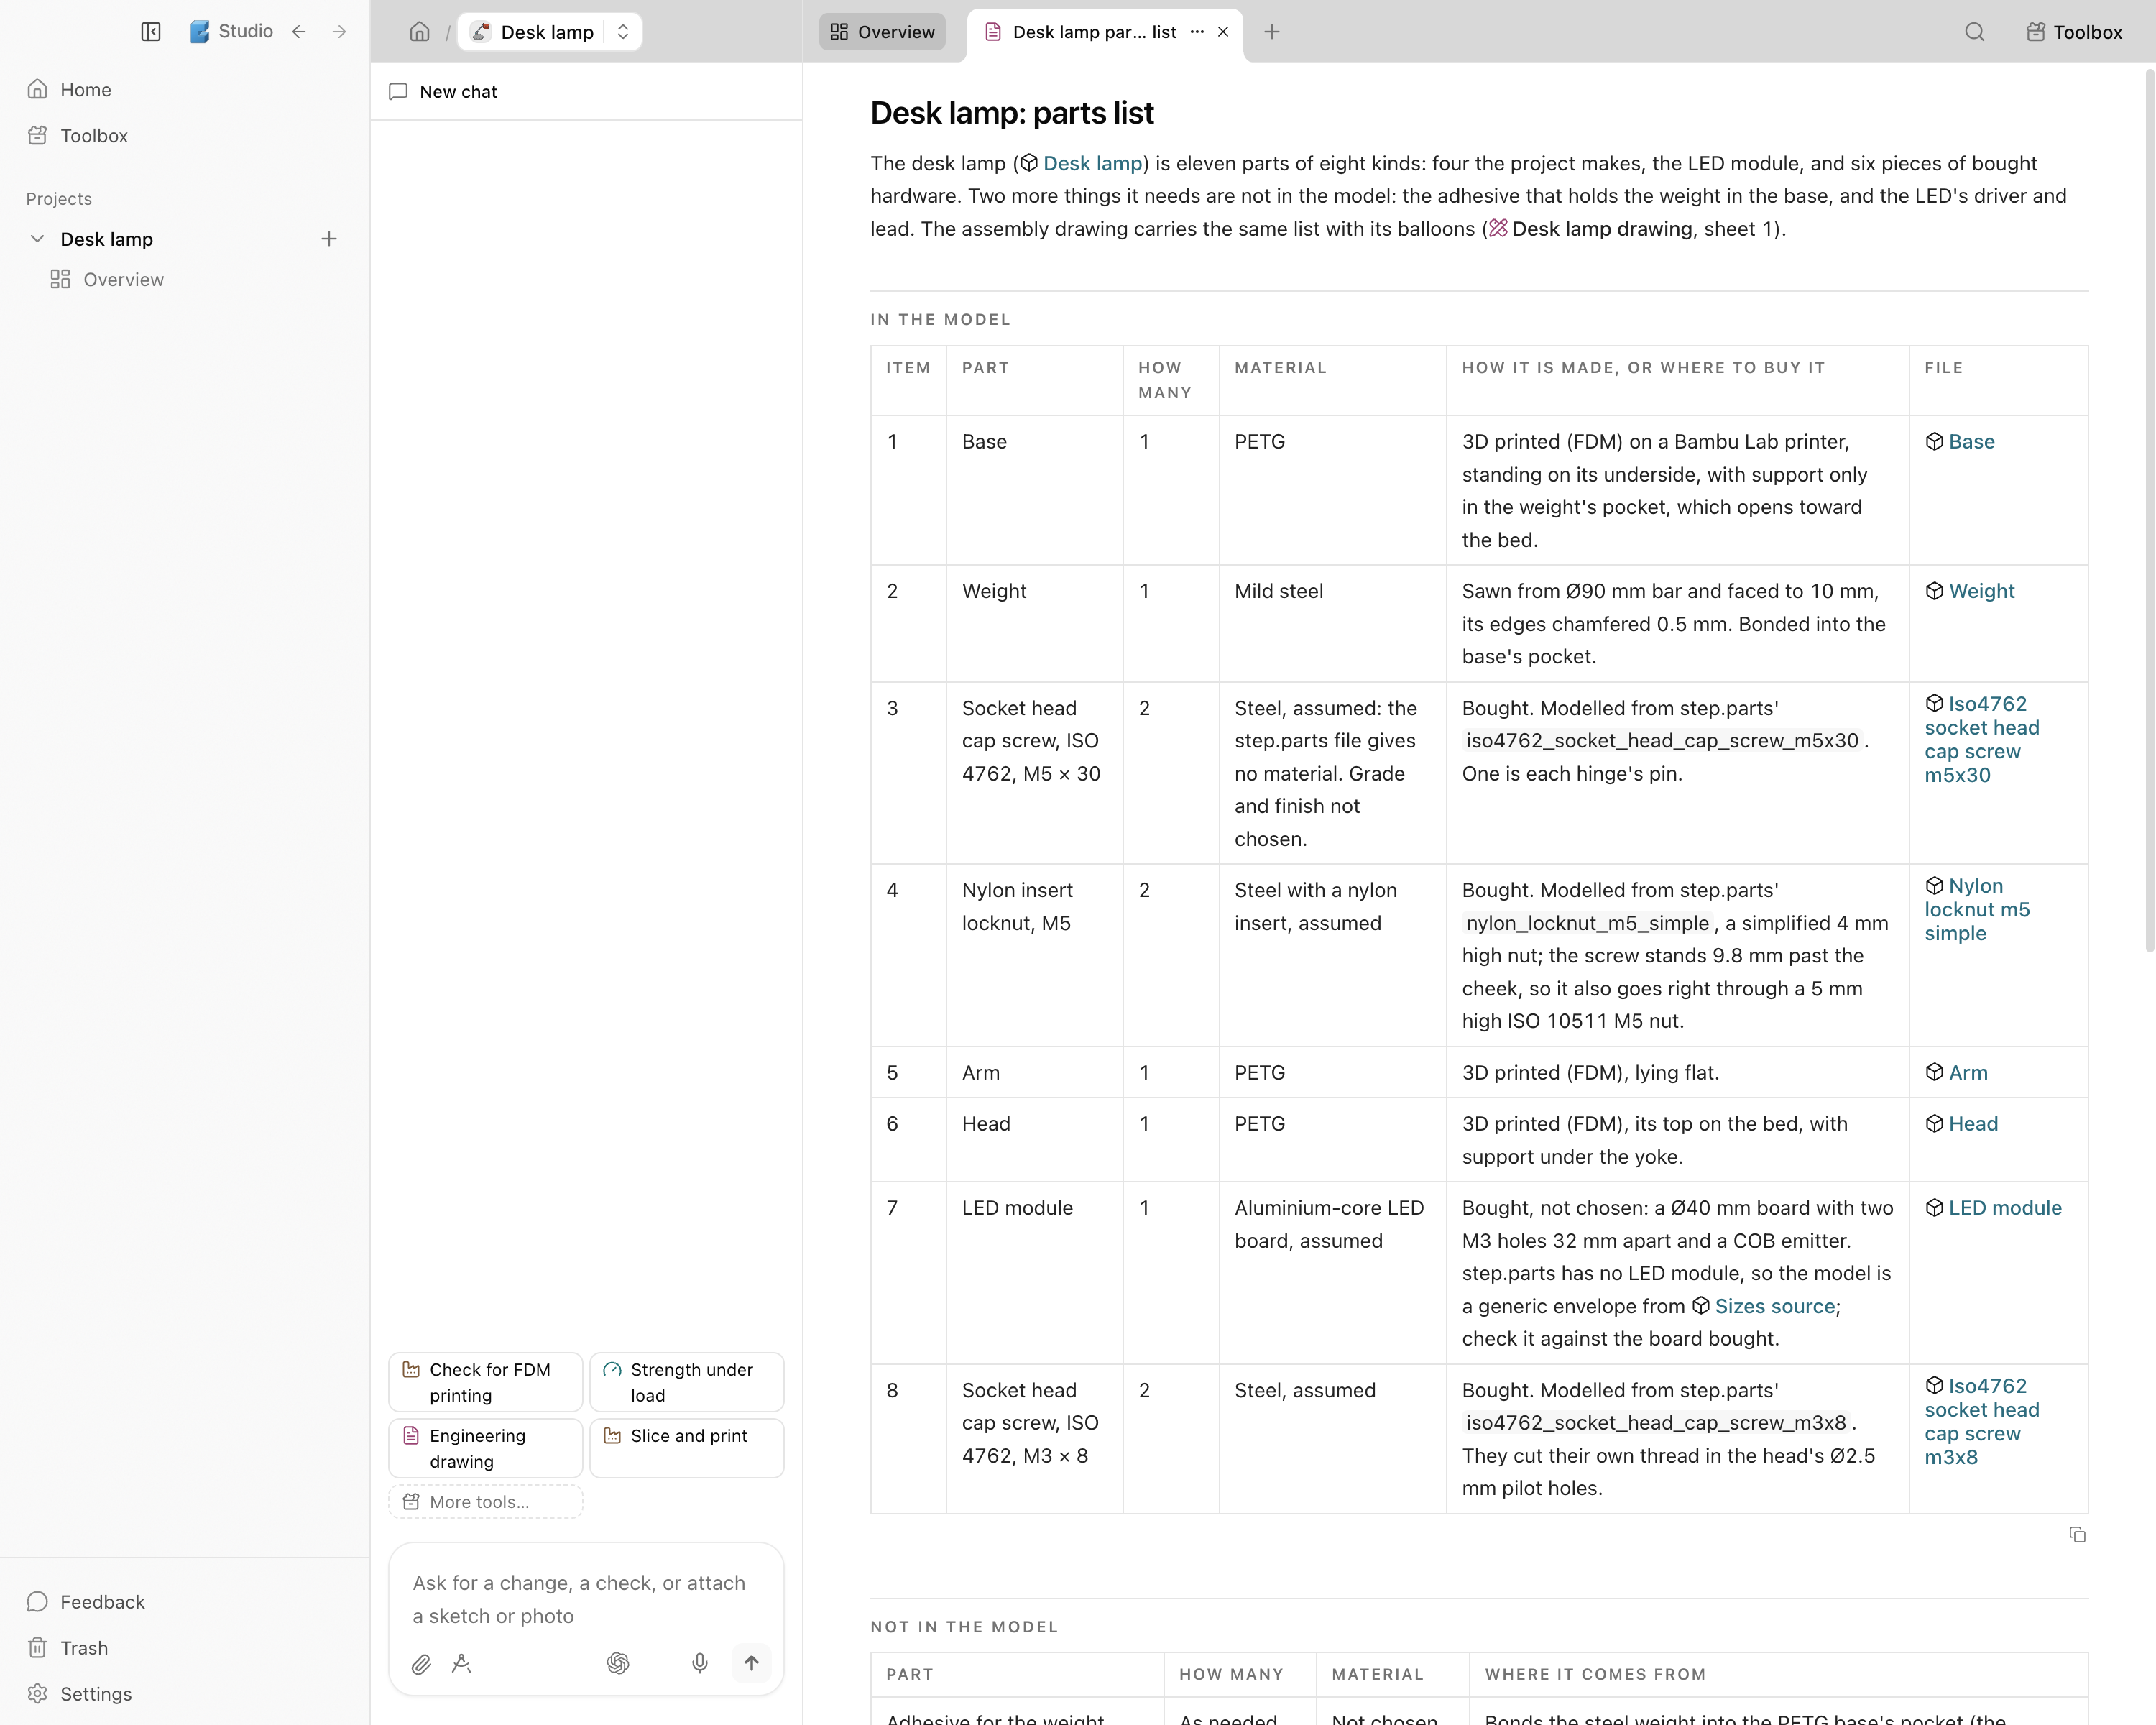 Studio
Home
Toolbox
Projects
Desk lamp
Overview
Feedback
Trash
Settings
/ Desk lamp
New chat
Check for FDM
printing
Strength under
load
Engineering
drawing
Slice and print
More tools...
Ask for a change, a check, or attach
a sketch or photo
Overview
Desk lamp par... list
Toolbox
Desk lamp: parts list
The desk lamp (Desk lamp) is eleven parts of eight kinds: four the project makes, the LED module, and six pieces of bought
hardware. Two more things it needs are not in the model: the adhesive that holds the weight in the base, and the LED's driver and
lead. The assembly drawing carries the same list with its balloons (Desk lamp drawing, sheet 1).
IN THE MODEL
ITEM
PART
HOW
MANY
MATERIAL
HOW IT IS MADE, OR WHERE TO BUY IT
FILE
1
Base
1
PETG
3D printed (FDM) on a Bambu Lab printer,
standing on its underside, with support only
in the weight's pocket, which opens toward
the bed.
Base
2
Weight
1
Mild steel
Sawn from Ø90 mm bar and faced to 10 mm,
its edges chamfered 0.5 mm. Bonded into the
base's pocket.
Weight
3
Socket head
cap screw, ISO
4762, M5 × 30
2
Steel, assumed: the
step.parts file gives
no material. Grade
and finish not
chosen.
Bought. Modelled from step.parts'
iso4762_socket_head_cap_screw_m5x30.
One is each hinge's pin.
Iso4762
socket head
cap screw
m5x30
4
Nylon insert
locknut, M5
2
Steel with a nylon
insert, assumed
Bought. Modelled from step.parts'
nylon_locknut_m5_simple, a simplified 4 mm
high nut; the screw stands 9.8 mm past the
cheek, so it also goes right through a 5 mm
high ISO 10511 M5 nut.
Nylon
locknut m5
simple
5
Arm
1
PETG
3D printed (FDM), lying flat.
Arm
6
Head
1
PETG
3D printed (FDM), its top on the bed, with
support under the yoke.
Head
7
LED module
1
Aluminium-core LED
board, assumed
Bought, not chosen: a Ø40 mm board with two
M3 holes 32 mm apart and a COB emitter.
step.parts has no LED module, so the model is
a generic envelope from Sizes source;
check it against the board bought.
LED module
8
Socket head
cap screw, ISO
4762, M3 × 8
2
Steel, assumed
Bought. Modelled from step.parts'
iso4762_socket_head_cap_screw_m3x8.
They cut their own thread in the head's Ø2.5
mm pilot holes.
Iso4762
socket head
cap screw
m3x8
NOT IN THE MODEL
PART
HOW MANY
MATERIAL
WHERE IT COMES FROM
Adhesive for the weight
As needed
Not chosen
Bonds the steel weight into the PETG base's pocket (the